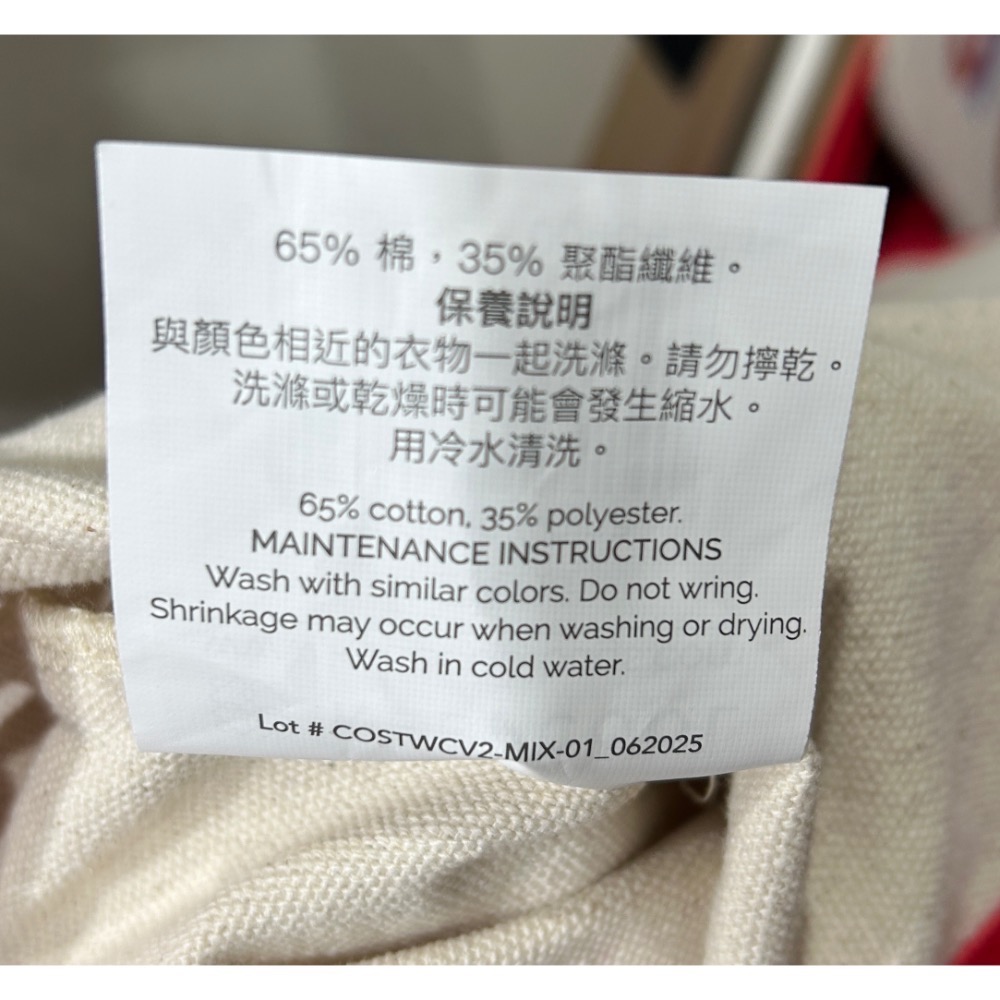 65% 棉，35% 聚酯纖維。
保養說明
與顏色相近的衣物一起洗滌。請勿擰乾。
洗滌或乾燥時可能會發生縮水。
用冷水清洗。
65% cotton, 35% polyester.
MAINTENANCE INSTRUCTIONS
Wash with similar colors. Do not wring.
Shrinkage may occur when washing or drying.
Wash in cold water.
Lot # COSTWCV2-MIX-01_062025